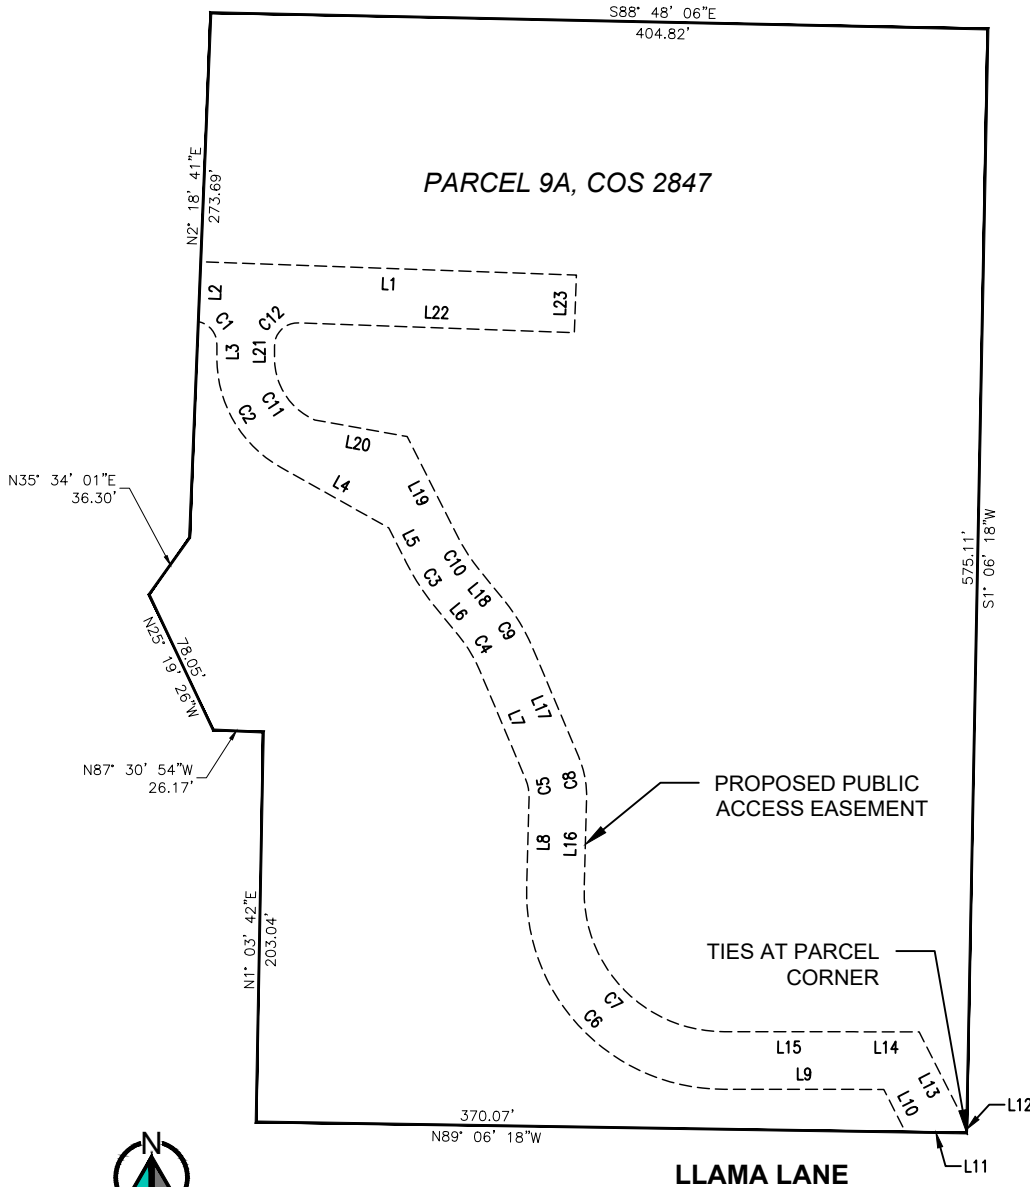 S88° 48' 06"E
404.82'
PARCEL 9A, COS 2847
N2° 18' 41"E
273.69'
L1
L2
L22
L23
C1
C12
L3
L21
C2
C11
L20
L4
L19
N35° 34' 01"E
36.30'
L5
C10
C3
L18
L6
C9
C4
575.11'
S1° 06' 18"W
78.05'
N25° 19' 26"W
L7
L17
N87° 30' 54"W
26.17'
C5
C8
PROPOSED PUBLIC
ACCESS EASEMENT
L8
L16
N1° 03' 42"E
203.04'
TIES AT PARCEL
CORNER
C7
C6
L15
L14
L9
L13
L10
L12
370.07'
N89° 06' 18"W
L11
LLAMA LANE
N